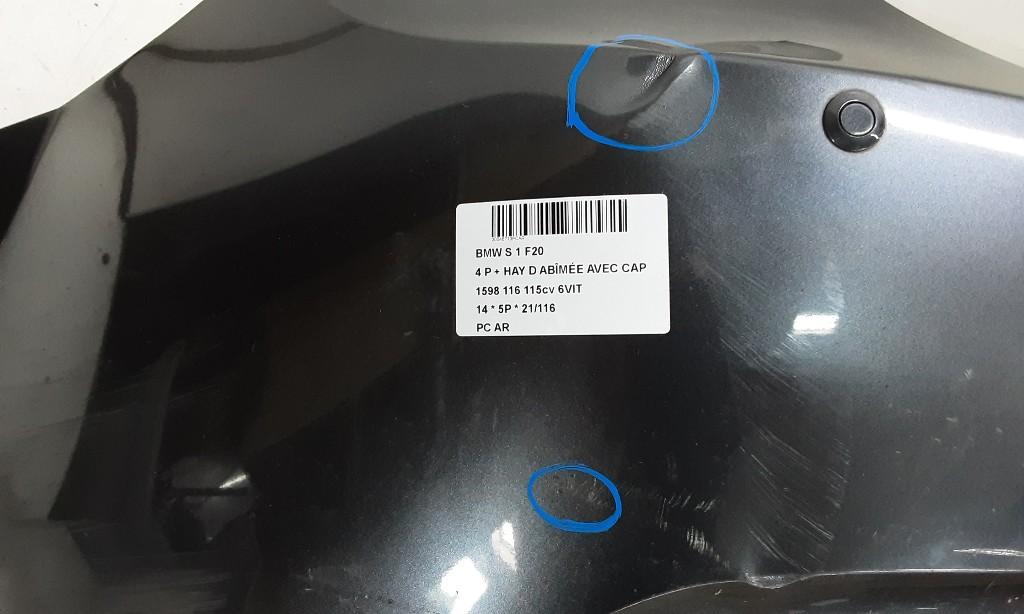 BMW S 1 F20
4 P + HAY D ABÎMÉE AVEC CAP
1598 116 115cv 6VIT
14 * 5P * 21/116
PC AR